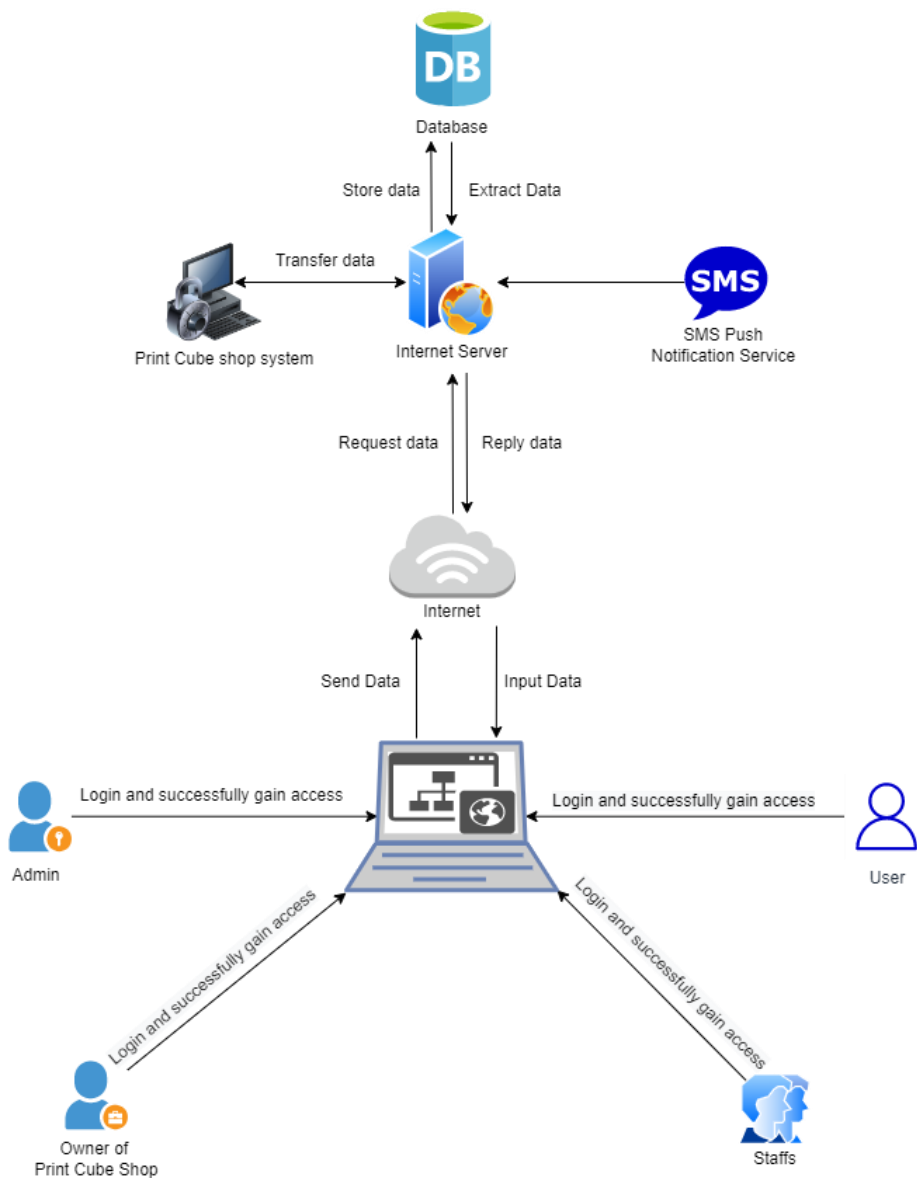 DB
Database
Store data
Extract Data
Transfer data
SMS
Print Cube shop system
Internet Server
SMS Push
Notification Service
Request data
Reply data
Internet
Send Data
Input Data
Login and successfully gain access
Login and successfully gain access
Admin
User
Login and successfully gain access
Login and successfully gain access
Owner of
Print Cube Shop
Staffs